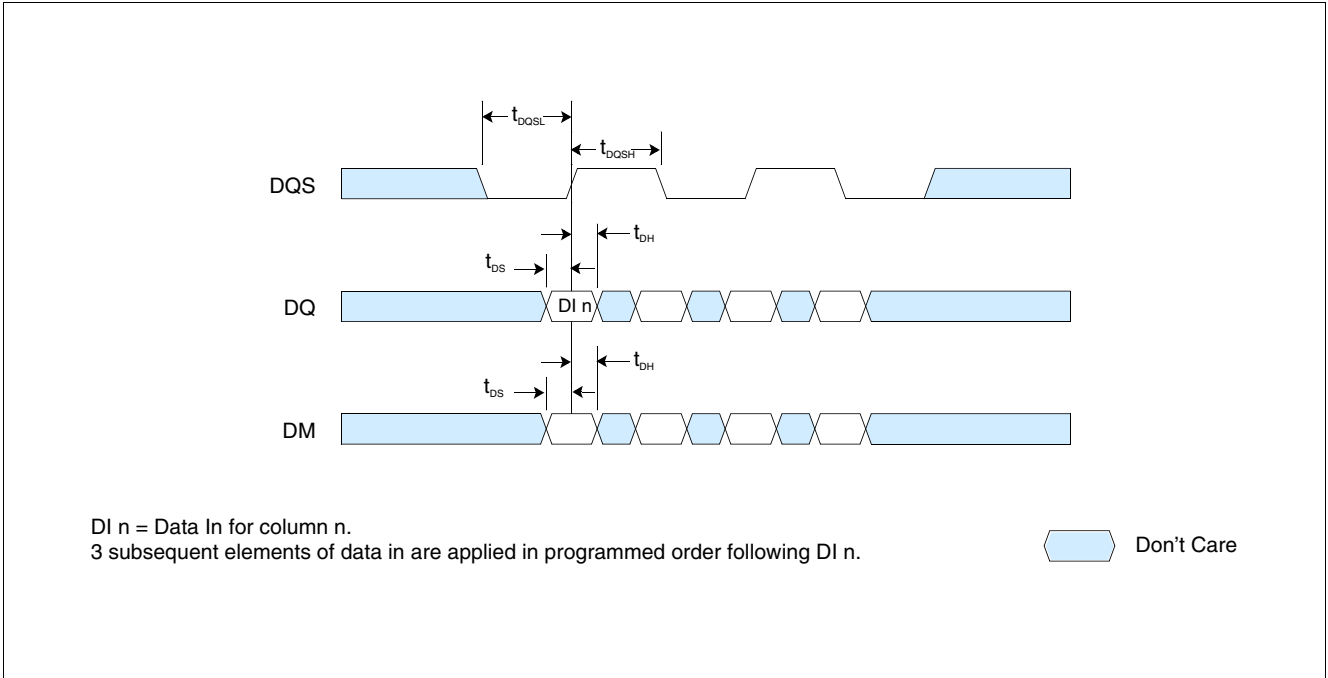 tDQSL
tDQSH
DQS
tDH
tDS
DQ
DI n
tDH
tDS
DM
DI n = Data In for column n.
3 subsequent elements of data in are applied in programmed order following DI n.
Don't Care